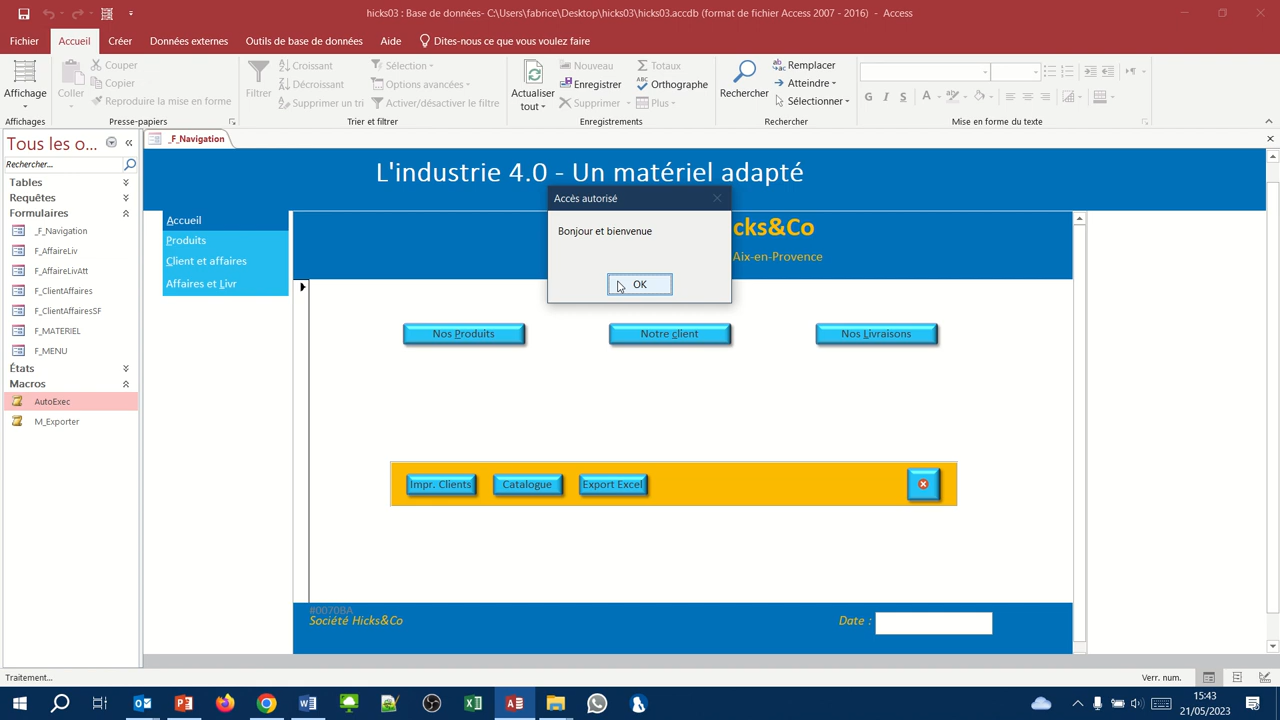 hicks03 : Base de données- C:\Users\fabrice\Desktop\hicks03\hicks03.accdb (format de fichier Access 2007 - 2016)  -  Access
Fichier Accueil Créer Données externes Outils de base de données Aide Dites-nous ce que vous voulez faire
Affichage
Affichages
Coller
Couper
Copier
Reproduire la mise en forme
Presse-papiers
Filtrer
Croissant
Décroissant
Supprimer un tri
Sélection
Options avancées
Activer/désactiver le filtre
Trier et filtrer
Actualiser
tout
Nouveau
Enregistrer
Supprimer
Totaux
Orthographe
Plus
Enregistrements
Rechercher
Remplacer
Atteindre
Sélectionner
Rechercher
G I S A
Mise en forme du texte
Tous les o...
Rechercher...
Tables
Requêtes
Formulaires
_F_Navigation
F_AffaireLiv
F_AffaireLivAtt
F_ClientAffaires
F_ClientAffairesSF
F_MATERIEL
F_MENU
États
Macros
AutoExec
M_Exporter
_F_Navigation
L'industrie 4.0 - Un matériel adapté
Accueil
Produits
Client et affaires
Affaires et Livr
cks&Co
Aix-en-Provence
Accès autorisé
Bonjour et bienvenue
OK
Nos Produits Notre client Nos Livraisons
Impr. Clients Catalogue Export Excel
#0070BA
Société Hicks&Co
Date :
Traitement...
Verr. num.
15:43
21/05/2023